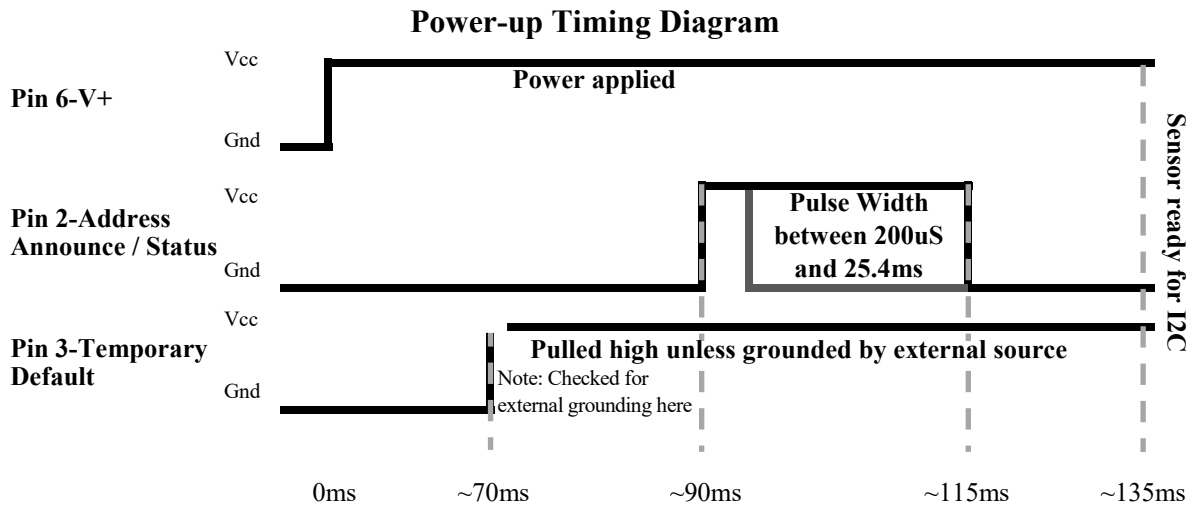 Power-up Timing Diagram
Vcc
Power applied
Pin 6-V+
Gnd
Vcc
Pin 2-Address
Announce / Status
Pulse Width
between 200uS
and 25.4ms
Gnd
Vcc
Pin 3-Temporary
Default
Pulled high unless grounded by external source
Note: Checked for
external grounding here
Gnd
Sensor ready for I2C
0ms
~70ms
~90ms
~115ms
~135ms